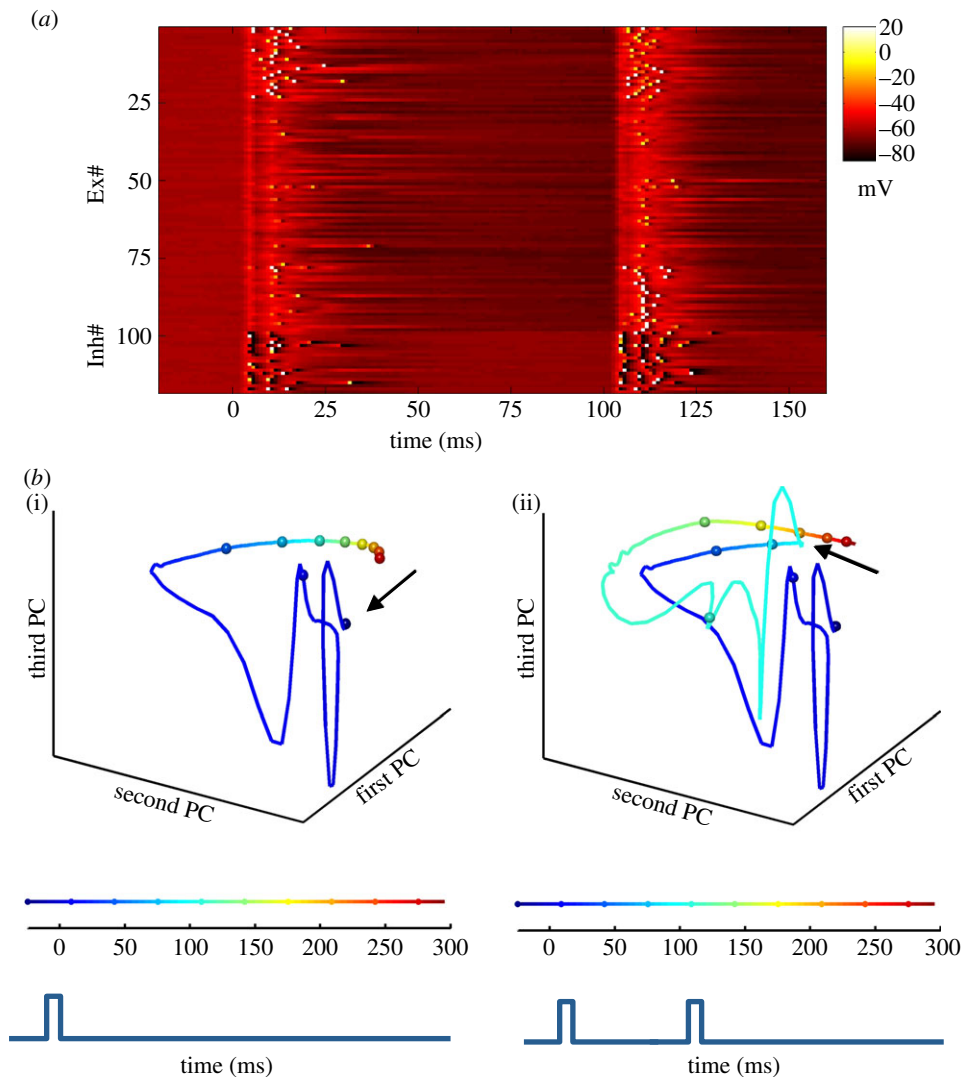 (a)
20
0
–20
–40
–60
–80
mV
25
50
75
100
Ex#
Inh#
0 25 50 75 100 125 150
time (ms)
(b)
(i)
(ii)
third PC
second PC
first PC
third PC
second PC
first PC
0 50 100 150 200 250 300
0 50 100 150 200 250 300
time (ms)
time (ms)